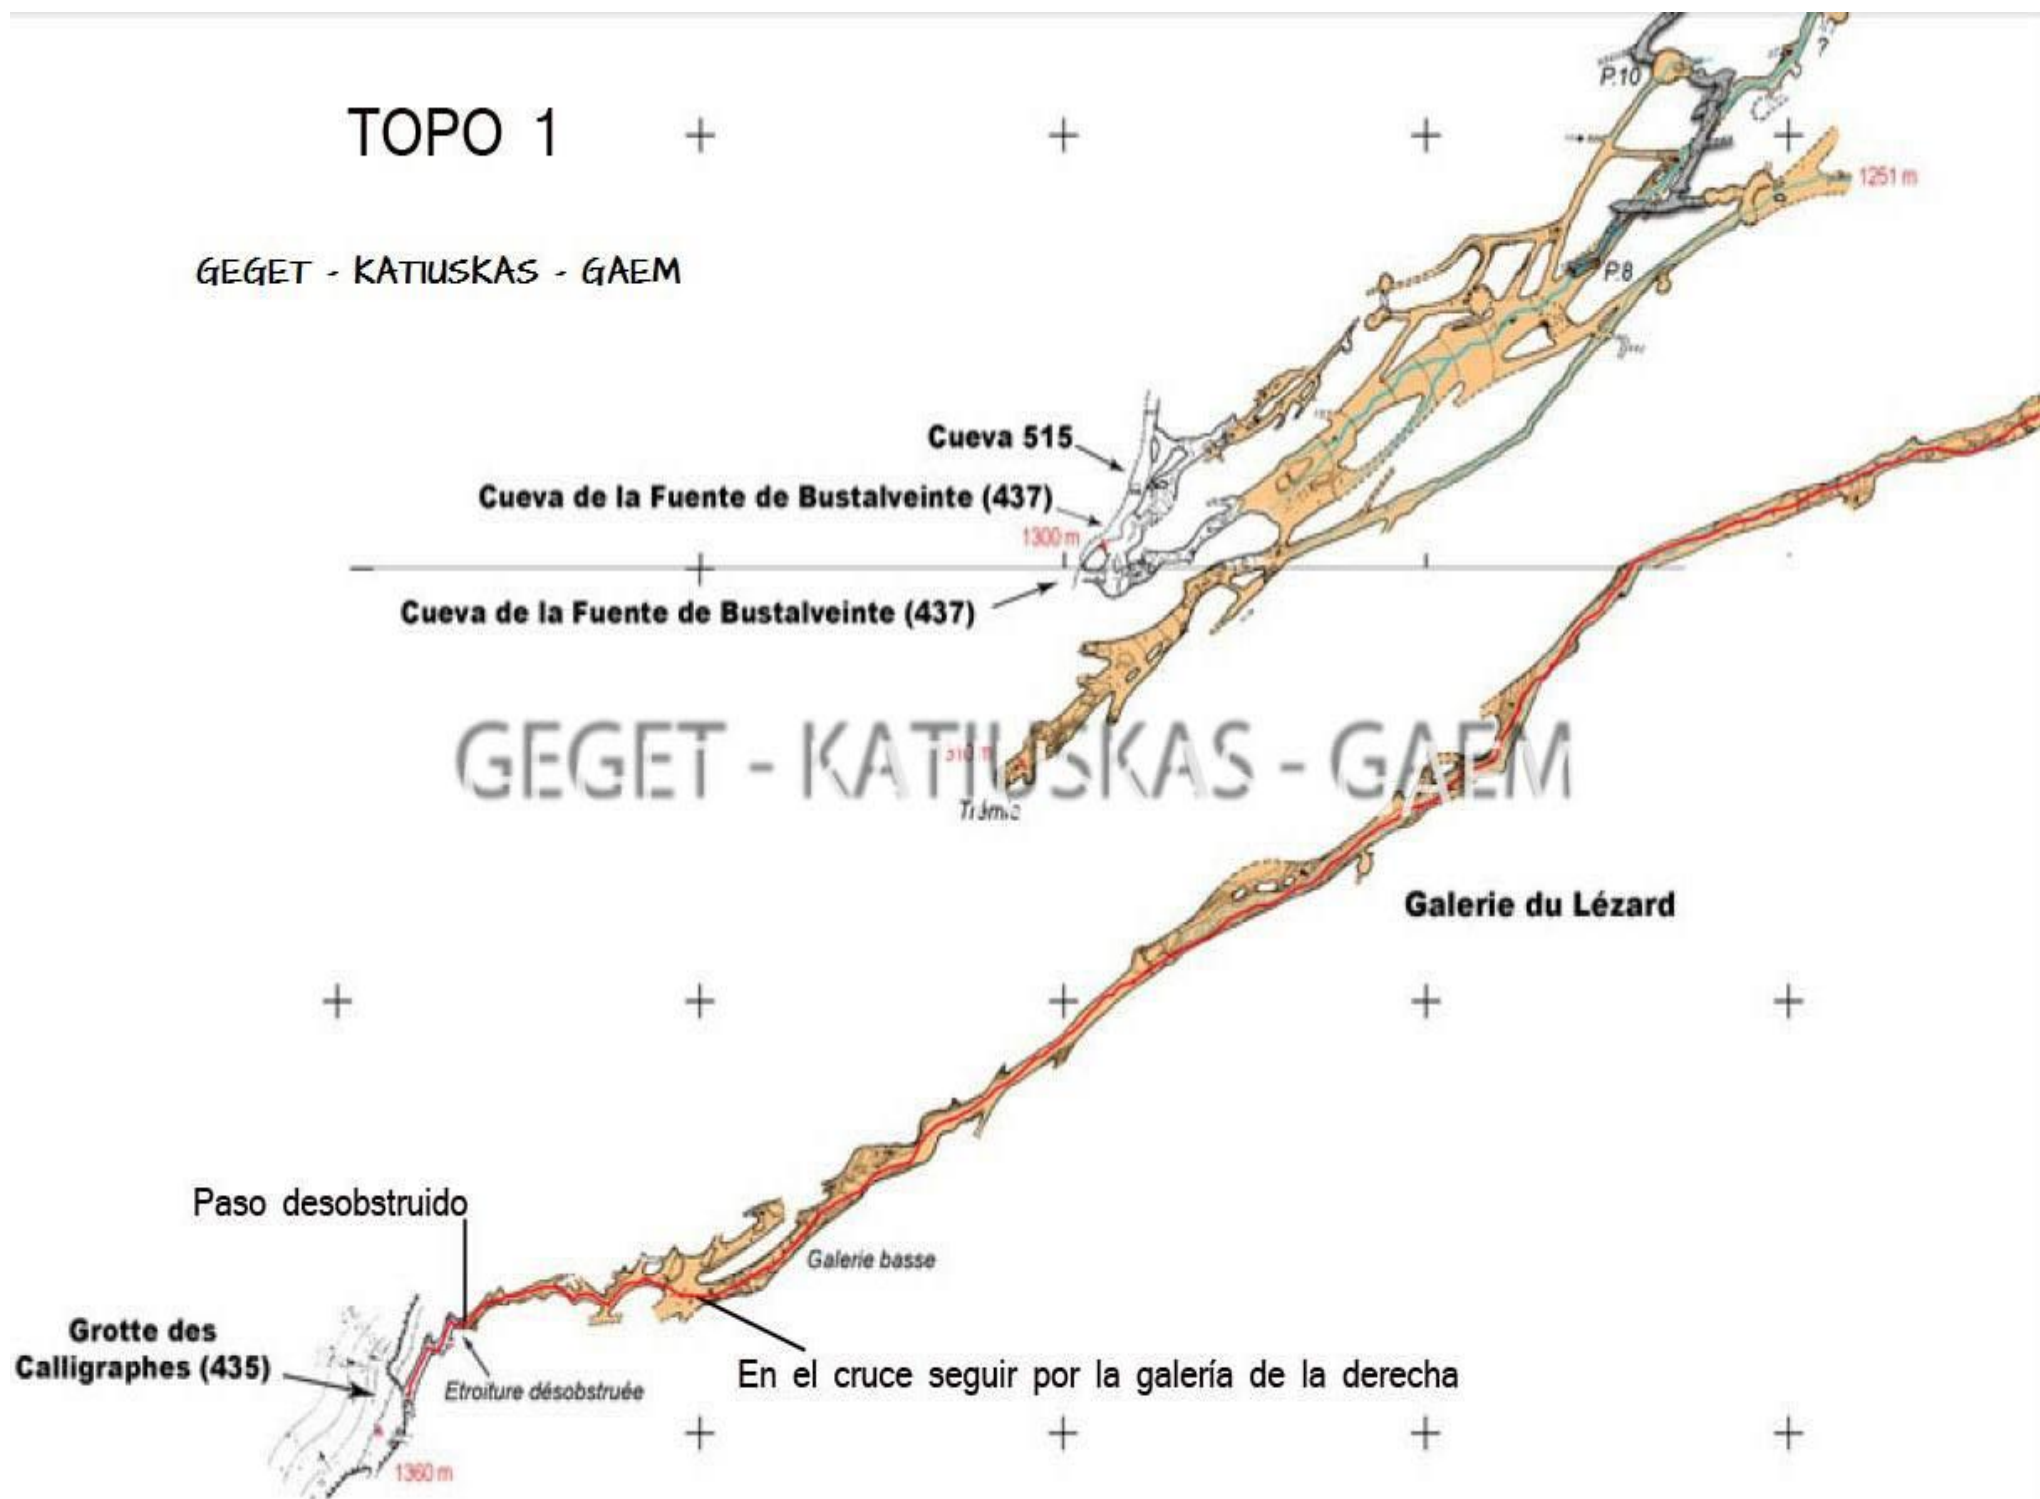 TOPO 1
GEGET - KATIUSKAS - GAEM
P.10
?
1251 m
P.8
Cueva 515
Cueva de la Fuente de Bustalveinte (437)
1300 m
Cueva de la Fuente de Bustalveinte (437)
GEGET - KATIUSKAS - GAEM
Galerie du Lézard
Paso desobstruido
Galerie basse
Grotte des
Calligraphes (435)
Etroiture désobstruée
En el cruce seguir por la galería de la derecha
1360 m